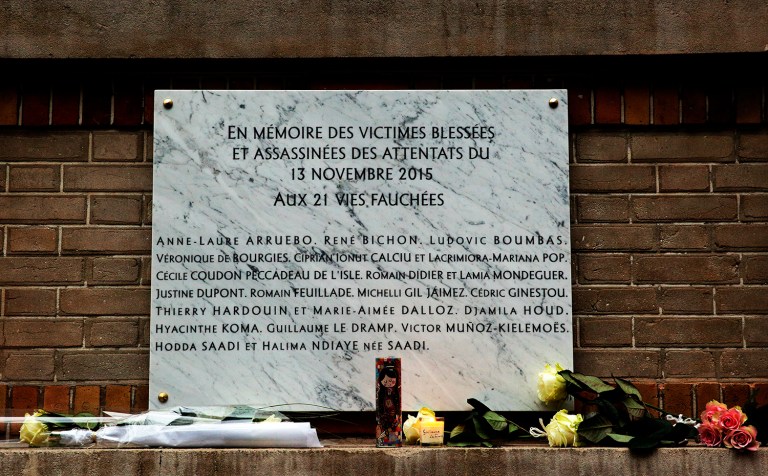 EN MÉMOIRE DES VICTIMES BLESSÉES
ET ASSASSINÉES DES ATTENTATS DU
13 NOVEMBRE 2015
AUX 21 VIES FAUCHÉES
ANNE-LAURE ARRUEBO. RENÉ BICHON. LUDOVIC BOUMBAS.
VÉRONIQUE DE BOURGIES. CIPRIAN IONUT CALCIU ET LACRIMIORA-MARIANA POP.
CÉCILE COUDON PECCADEAU DE L'ISLE. ROMAIN DIDIER ET LAMIA MONDEGUER.
JUSTINE DUPONT. ROMAIN FEUILLADE. MICHELLI GIL JAIMEZ. CÉDRIC GINESTOU.
THIERRY HARDOUIN ET MARIE-AIMÉE DALLOZ. DJAMILA HOUD.
HYACINTHE KOMA. GUILLAUME LE DRAMP. VICTOR MUÑOZ-KIELEMOËS.
HODDA SAADI ET HALIMA NDIAYE NÉE SAADI.